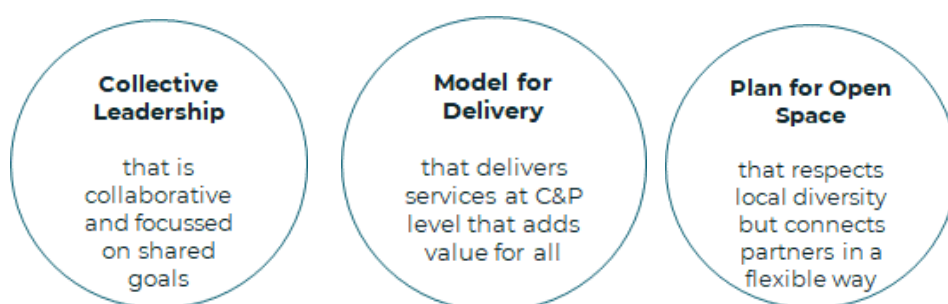 Collective
Leadership
that is
collaborative
and focussed
on shared
goals
Model for
Delivery
that delivers
services at C&P
level that adds
value for all
Plan for Open
Space
that respects
local diversity
but connects
partners in a
flexible way